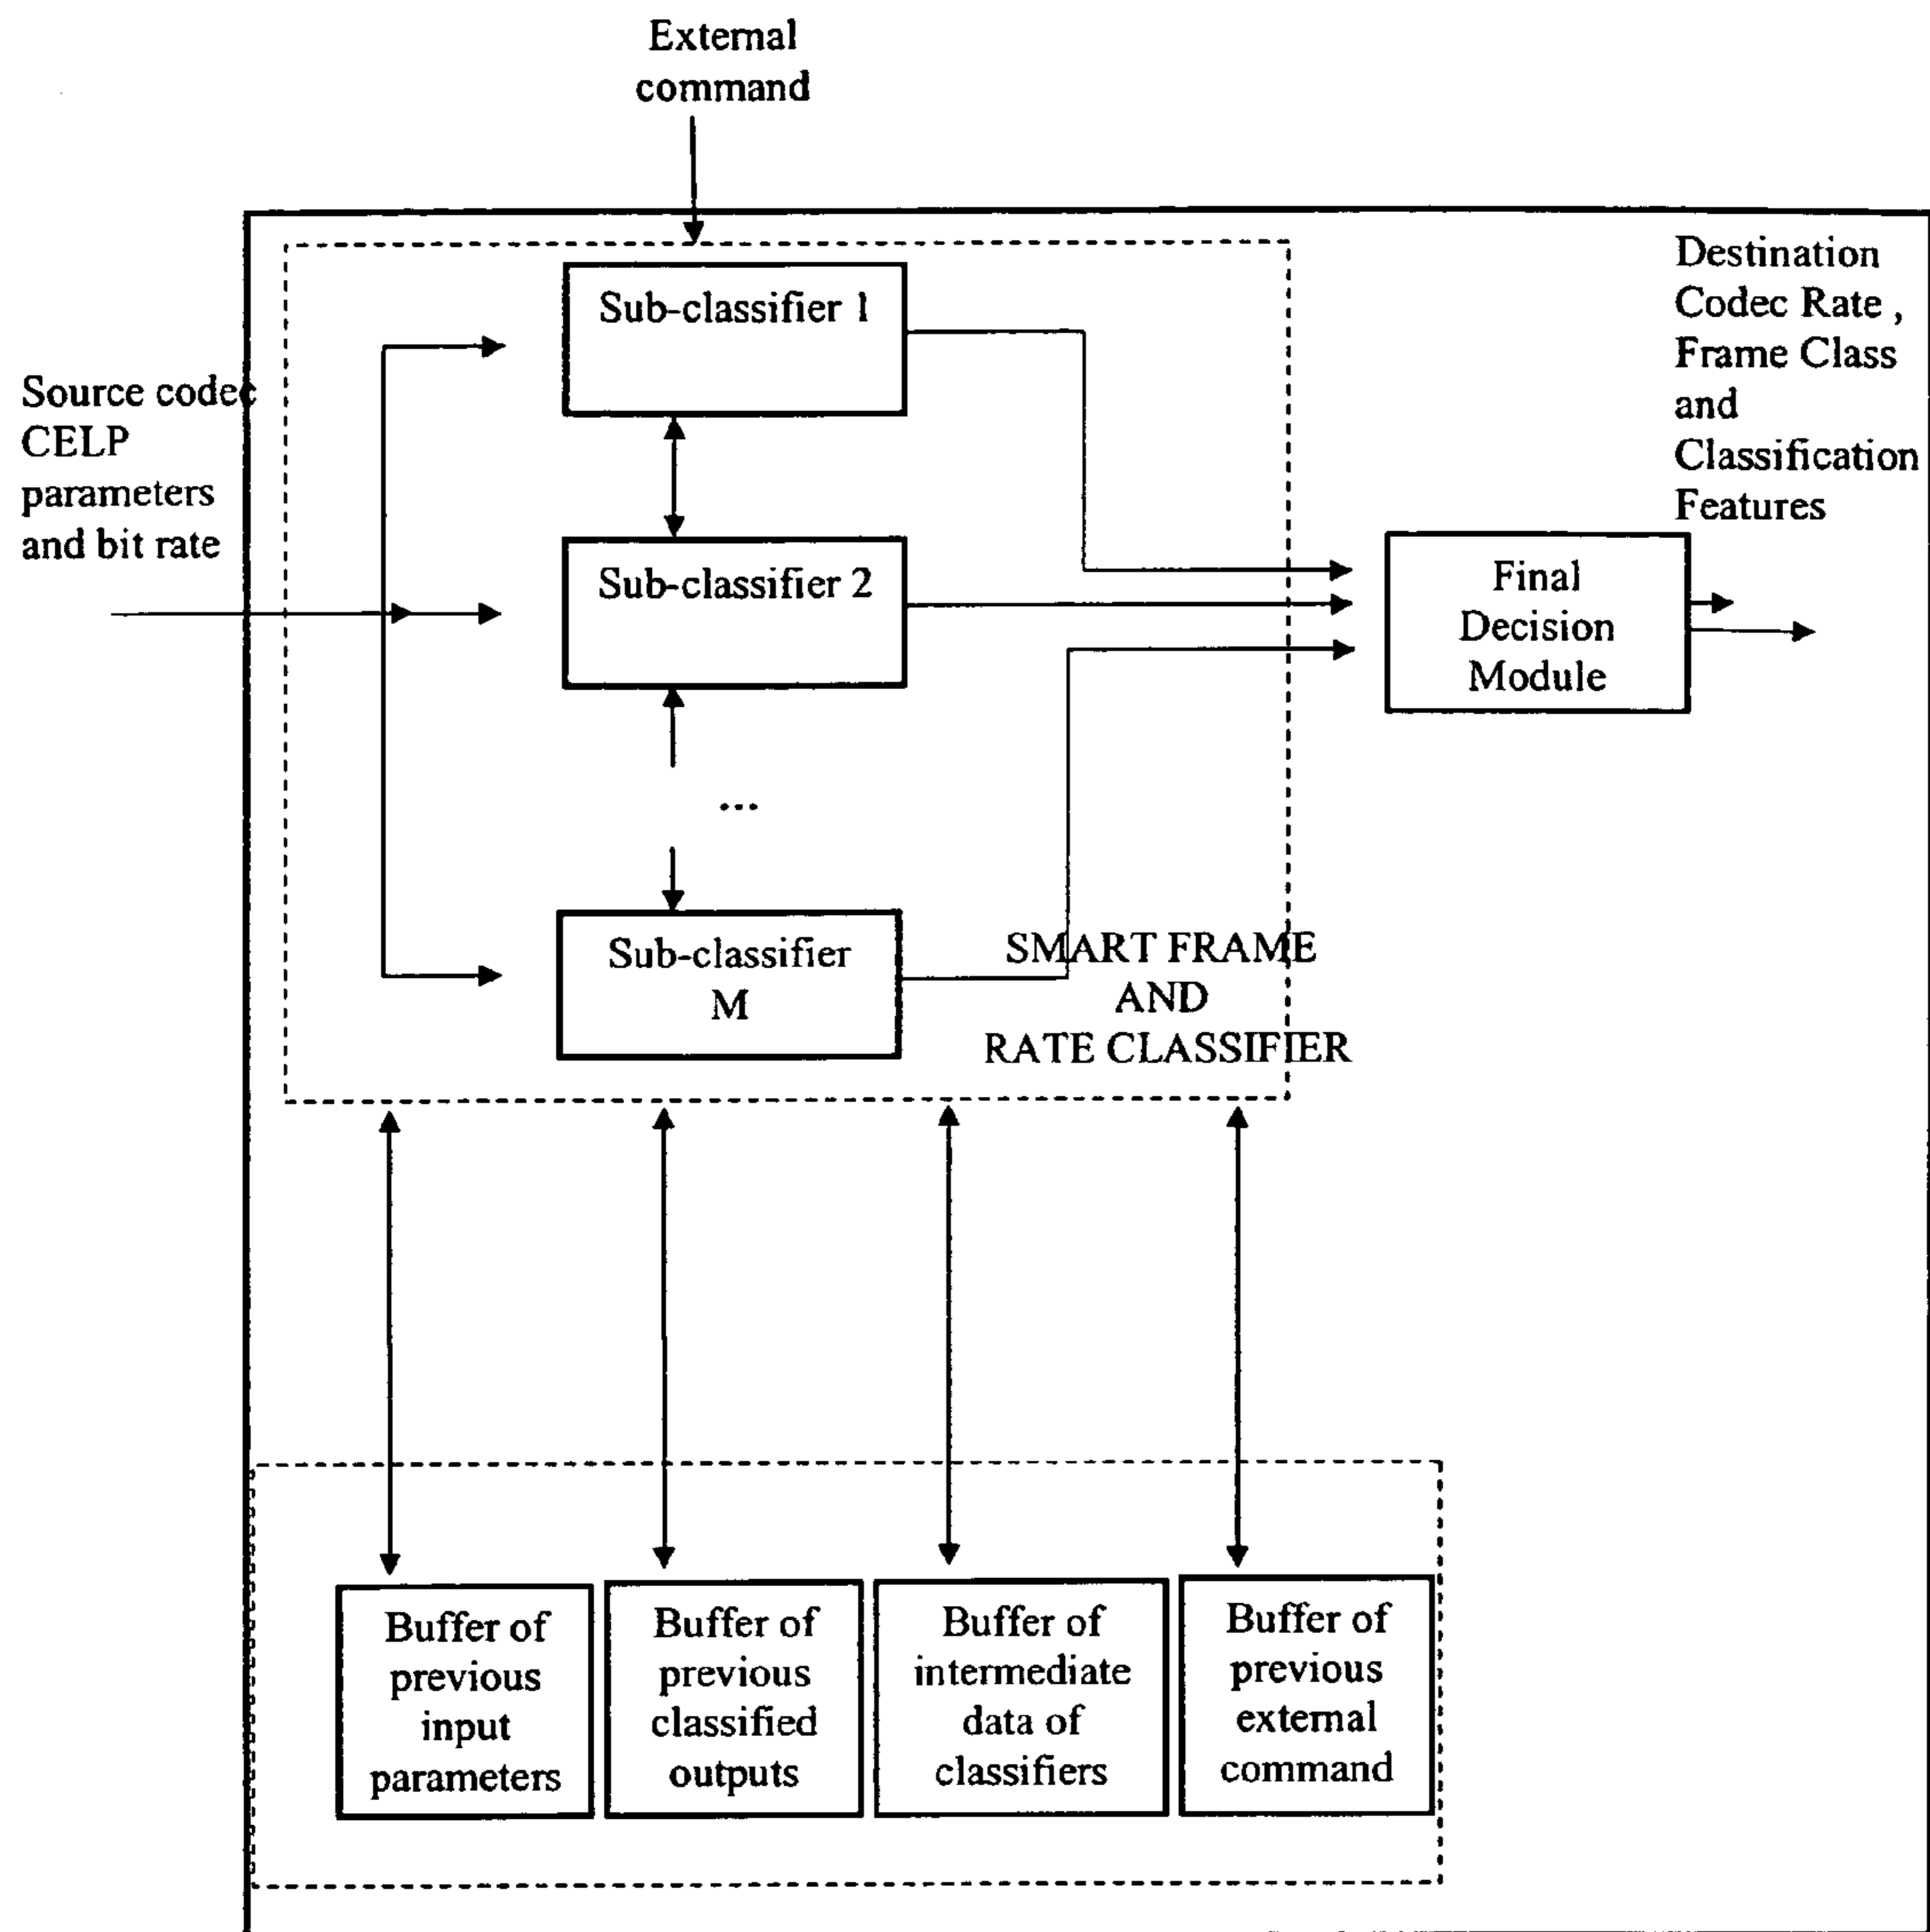 External
command
Destination
Codec Rate ,
Frame Class
and
Classification
Features
Source codec
CELP
parameters
and bit rate
Sub-classifier 1
Sub-classifier 2
...
Sub-classifier
M
Final
Decision
Module
SMART FRAME
AND
RATE CLASSIFIER
Buffer of
previous
input
parameters
Buffer of
previous
classified
outputs
Buffer of
intermediate
data of
classifiers
Buffer of
previous
external
command